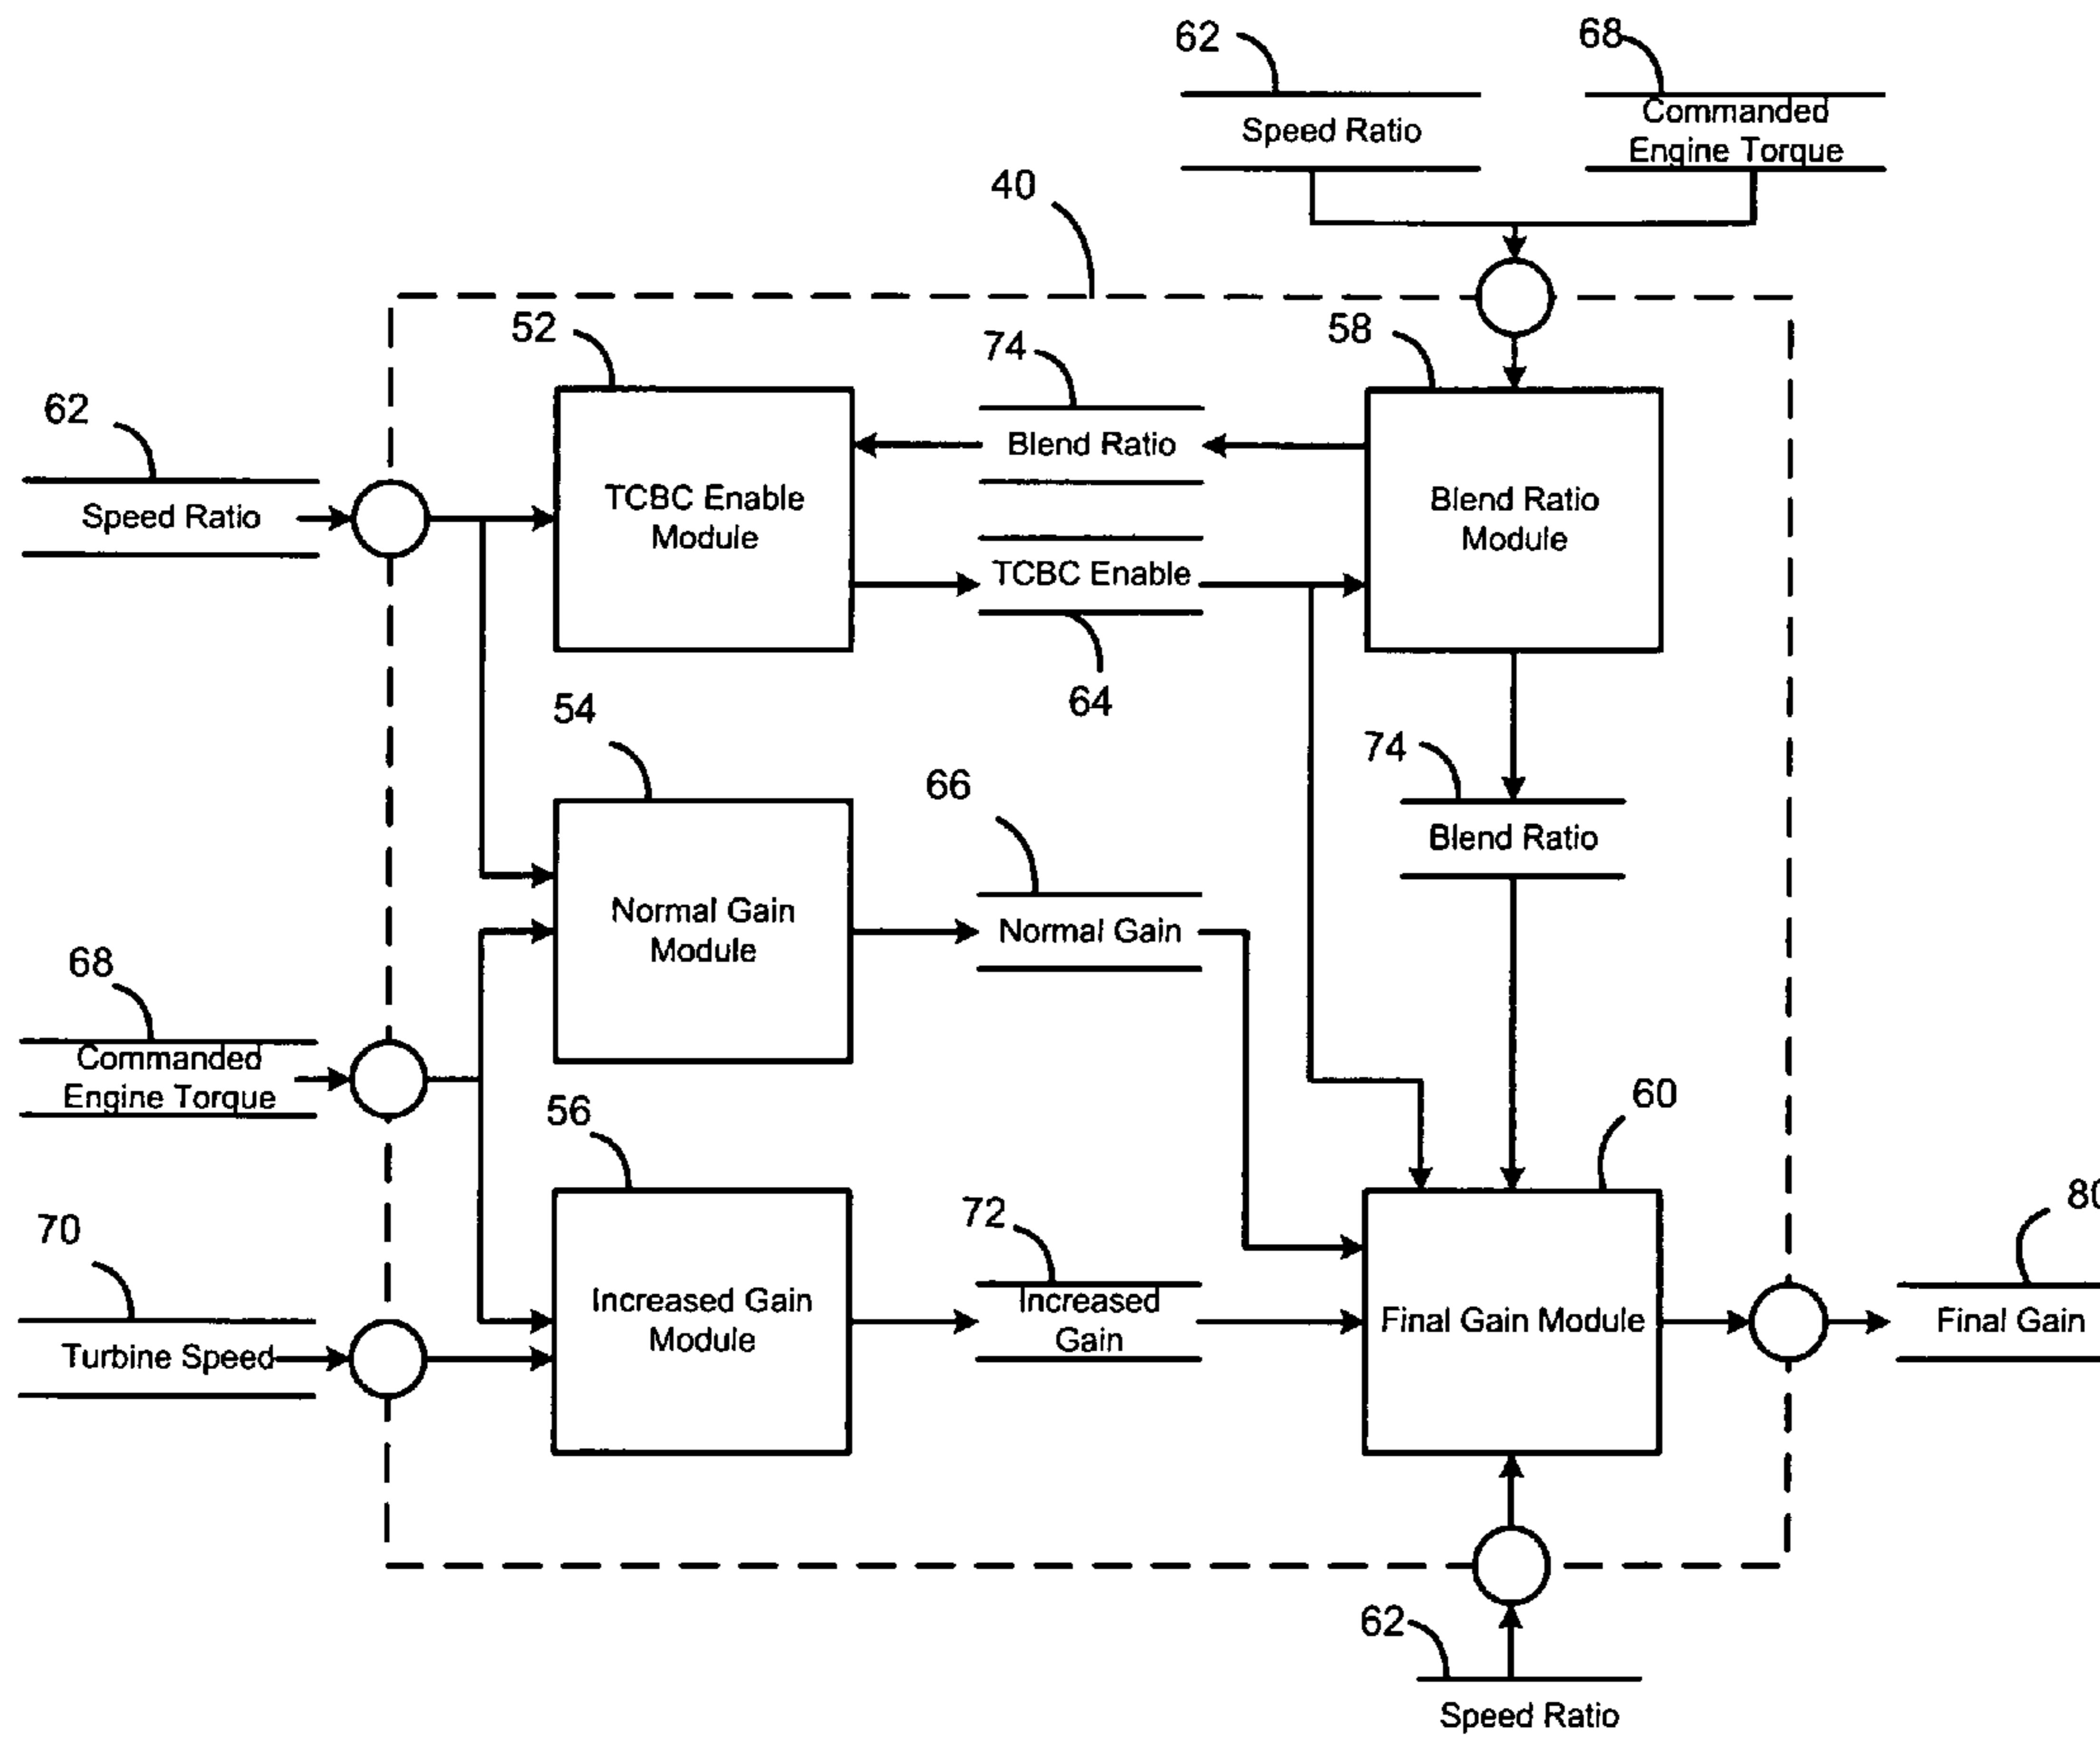 62
68
Speed Ratio
Commanded
Engine Torque
40
52
74
58
62
Blend Ratio
Speed Ratio
TCBC Enable
Module
Blend Ratio
Module
TCBC Enable
64
54
74
66
Blend Ratio
Normal Gain
Module
Normal Gain
68
Commanded
Engine Torque
56
60
70
72
80
Increased Gain
Module
Increased
Gain
Final Gain Module
Final Gain
Turbine Speed
62
Speed Ratio